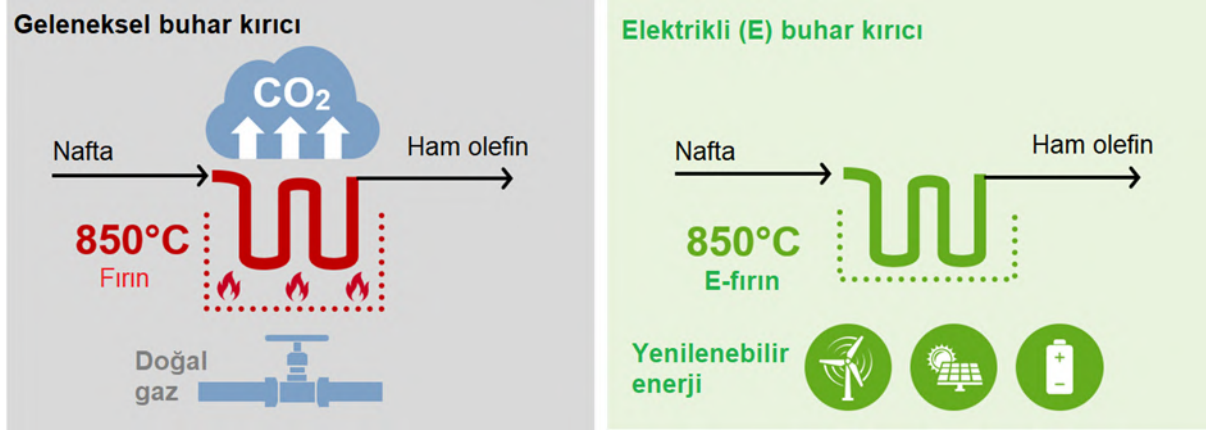 Geleneksel buhar kırıcı
CO₂
Nafta
Ham olefin
850°C
Fırın
Doğal
gaz
Elektrikli (E) buhar kırıcı
Nafta
Ham olefin
850°C
E-fırın
Yenilenebilir
enerji